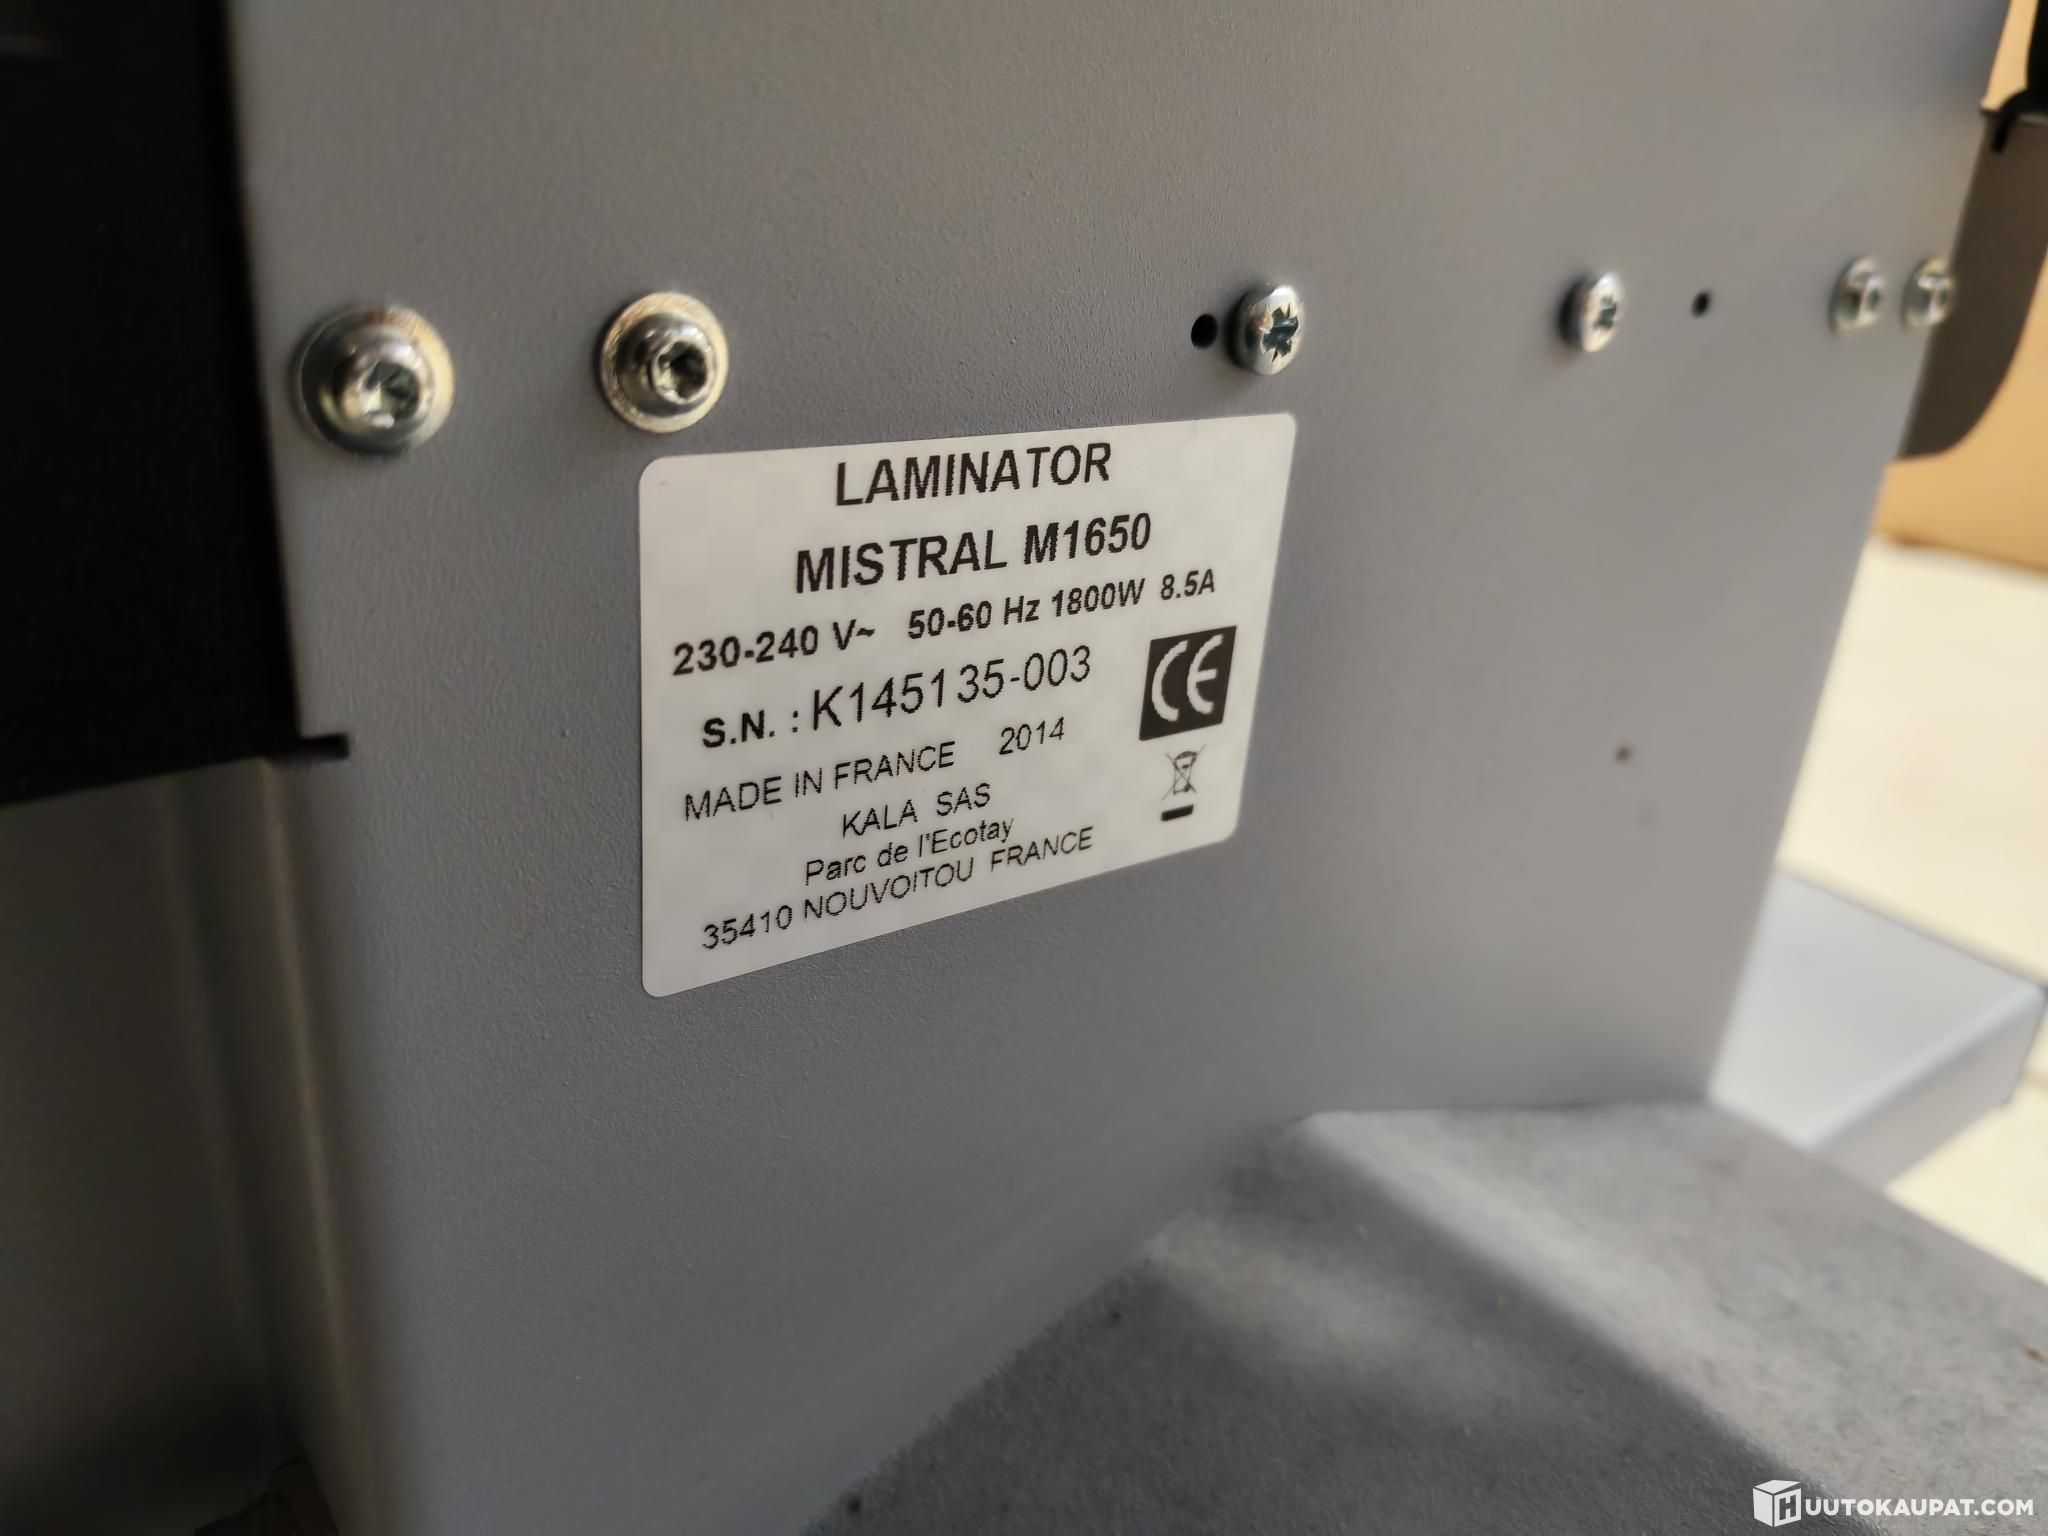 LAMINATOR
MISTRAL M1650
230-240 V~ 50-60 Hz 1800W 8.5A
S.N. : K145135-003
CE
MADE IN FRANCE 2014
KALA SAS
Parc de l'Ecotay
35410 NOUVOITOU FRANCE
HUUTOKAUPAT.COM